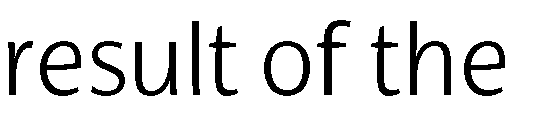 result of the